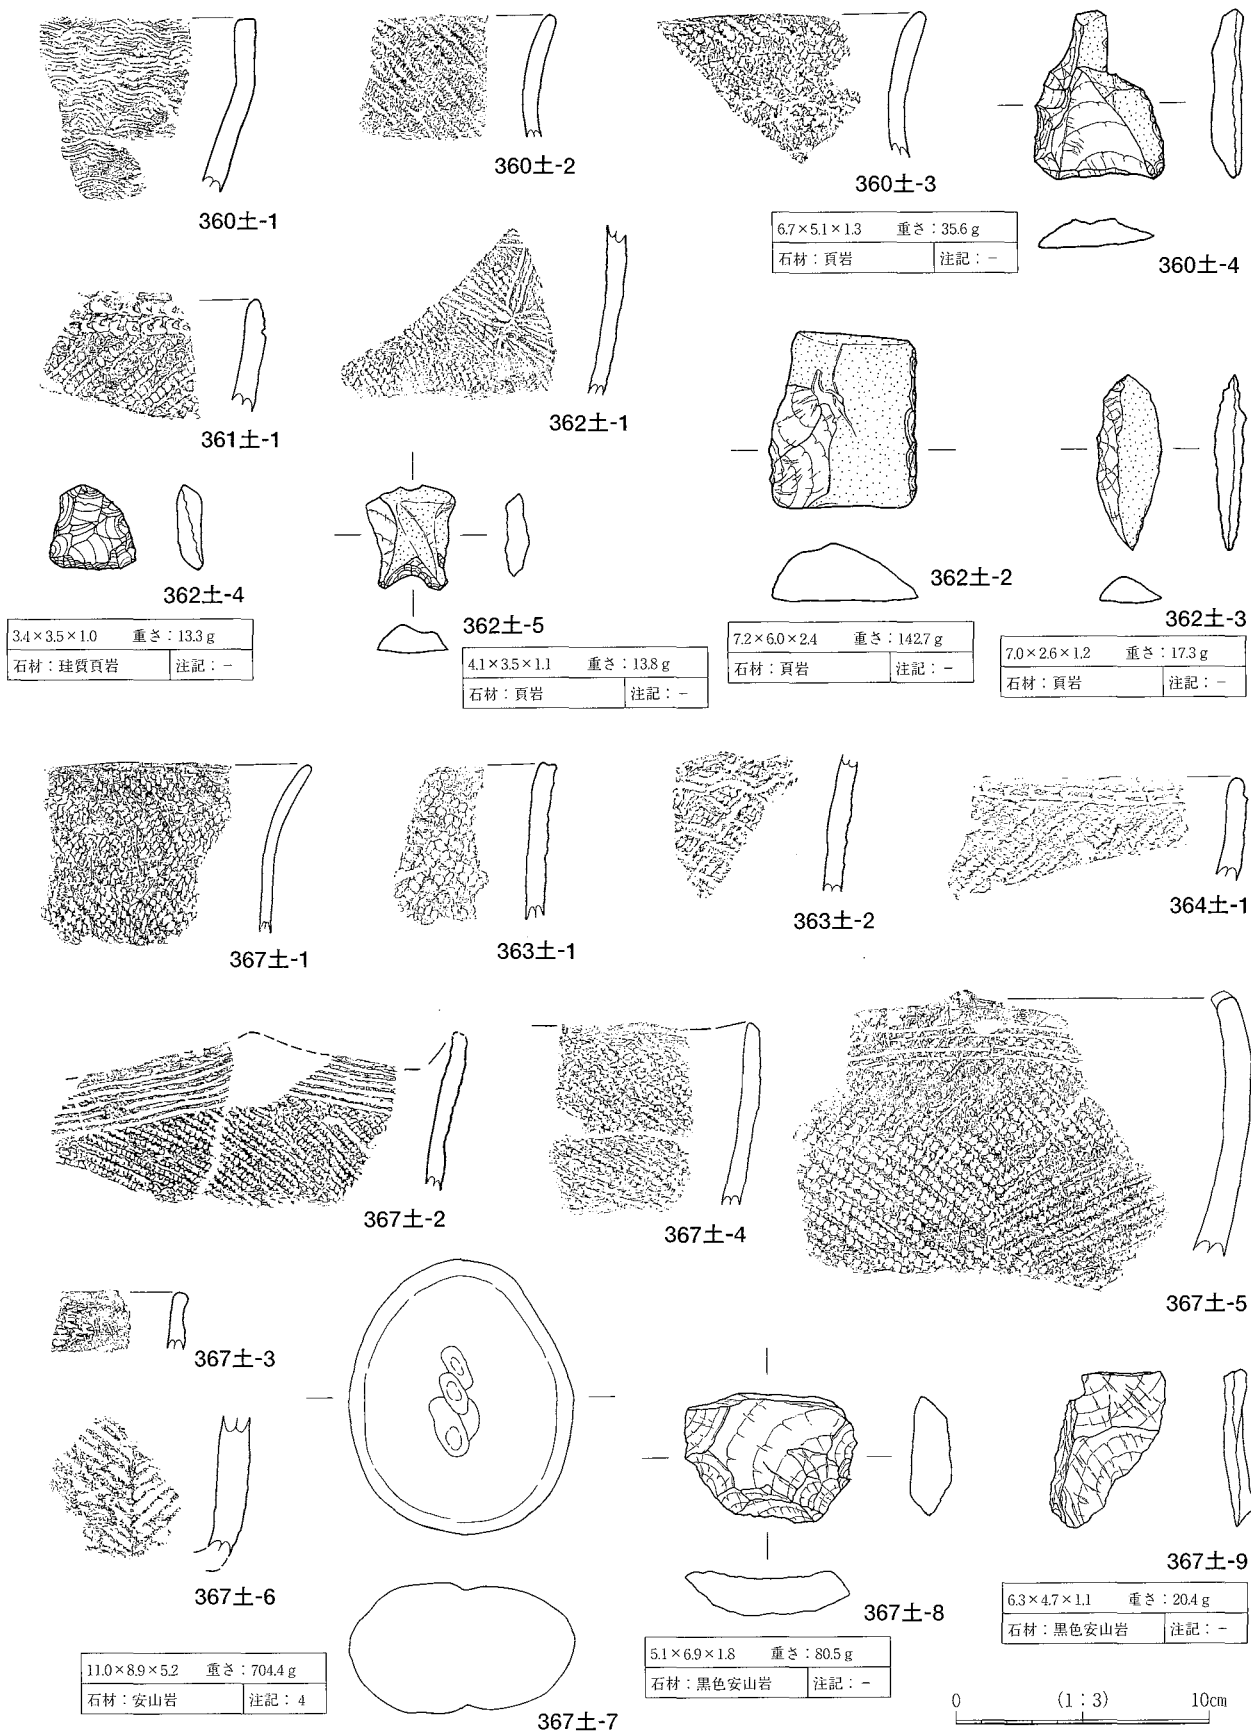 360土-1
360土-2
360土-3
6.7×5.1×1.3 重さ：35.6 g
石材：頁岩 注記：−
360土-4
361土-1
362土-1
362土-4
3.4×3.5×1.0 重さ：13.3 g
石材：珪質頁岩 注記：−
362土-5
4.1×3.5×1.1 重さ：13.8 g
石材：頁岩 注記：−
362土-2
7.2×6.0×2.4 重さ：142.7 g
石材：頁岩 注記：−
362土-3
7.0×2.6×1.2 重さ：17.3 g
石材：頁岩 注記：−
367土-1
363土-1
363土-2
364土-1
367土-2
367土-4
367土-5
367土-3
367土-6
11.0×8.9×5.2 重さ：704.4 g
石材：安山岩 注記：4
367土-7
367土-8
5.1×6.9×1.8 重さ：80.5 g
石材：黒色安山岩 注記：−
367土-9
6.3×4.7×1.1 重さ：20.4 g
石材：黒色安山岩 注記：−
0 (1：3) 10cm